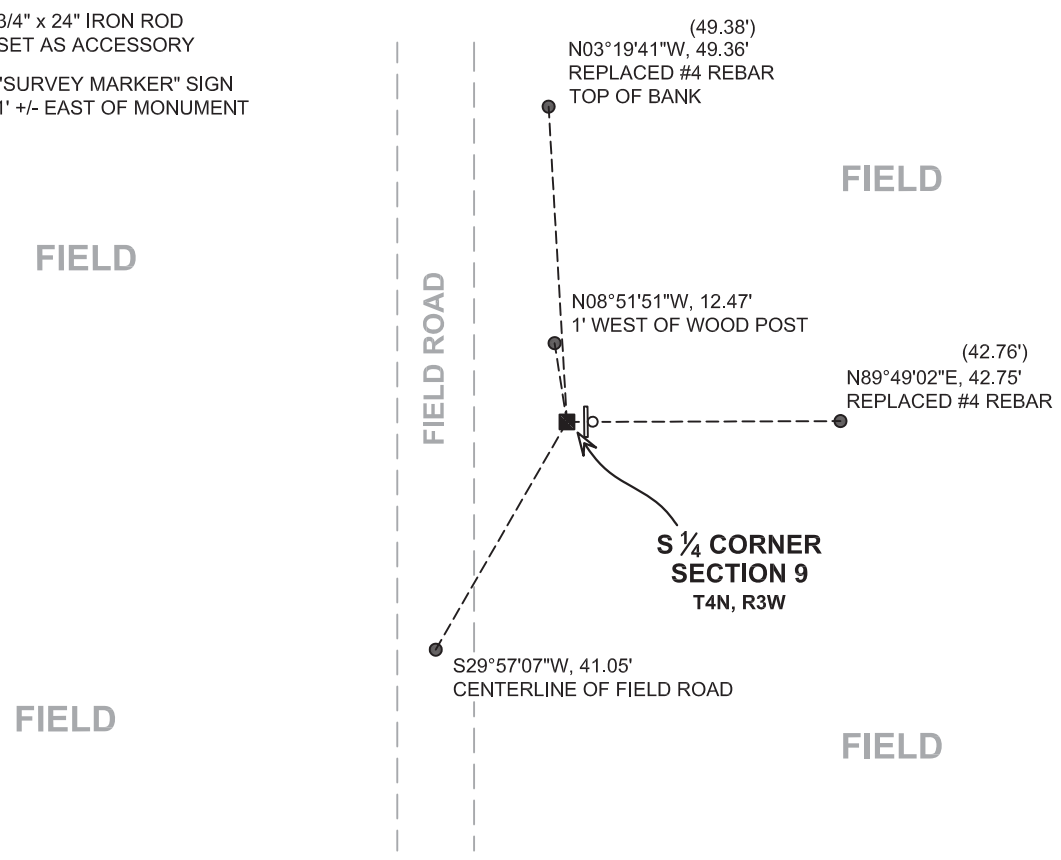 3/4" x 24" IRON ROD
SET AS ACCESSORY
"SURVEY MARKER" SIGN
1' +/- EAST OF MONUMENT
(49.38')
N03°19'41"W, 49.36'
REPLACED #4 REBAR
TOP OF BANK
FIELD
FIELD
FIELD ROAD
N08°51'51"W, 12.47'
1' WEST OF WOOD POST
(42.76')
N89°49'02"E, 42.75'
REPLACED #4 REBAR
S 1/4 CORNER
SECTION 9
T4N, R3W
S29°57'07"W, 41.05'
CENTERLINE OF FIELD ROAD
FIELD
FIELD